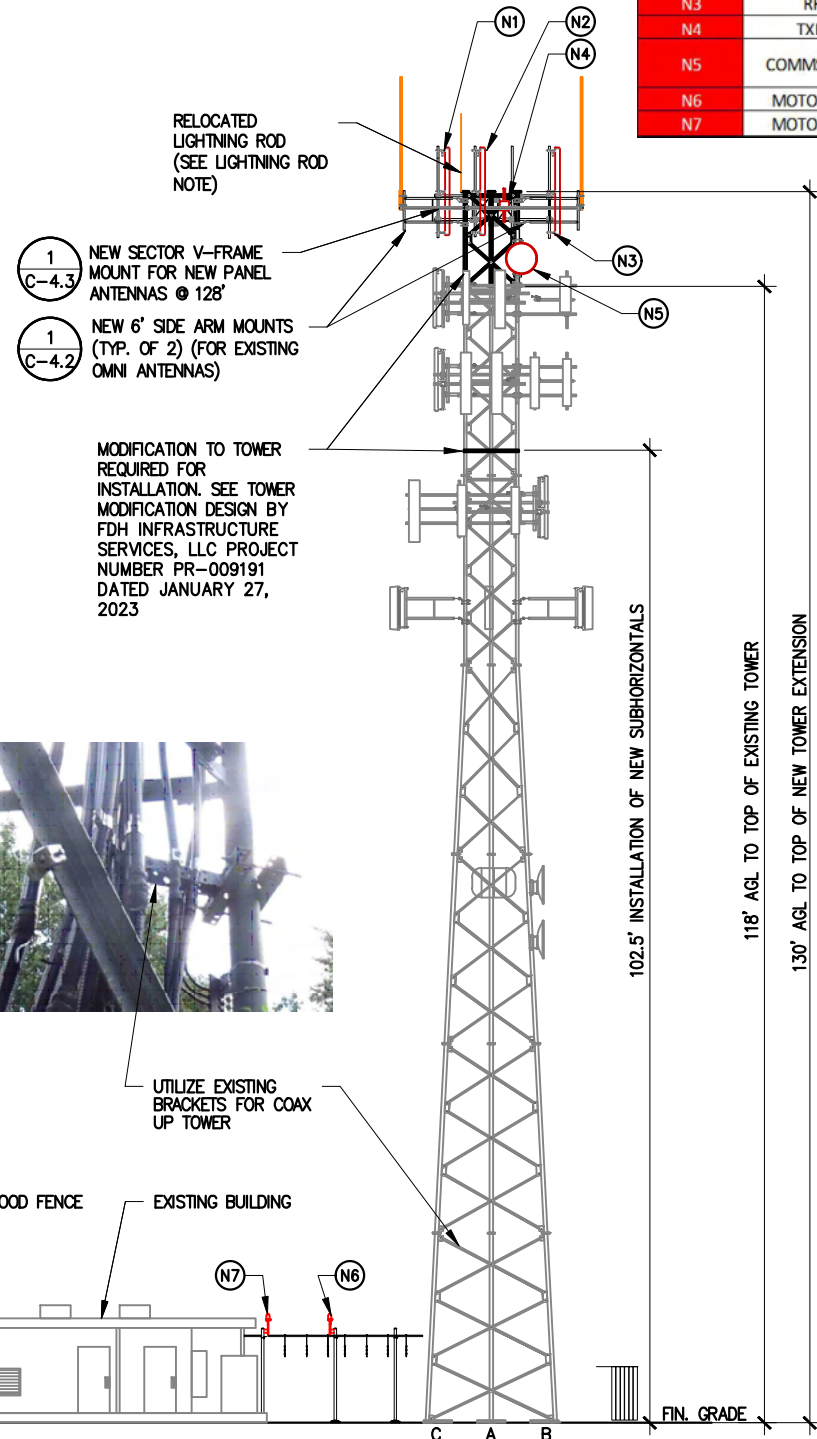 N3
N4
N5
N6
N7
MOTO
MOTO
N1
N2
N4
RELOCATED
LIGHTNING ROD
(SEE LIGHTNING ROD
NOTE)
1
C-4.3
NEW SECTOR V-FRAME
MOUNT FOR NEW PANEL
ANTENNAS @ 128'
N3
N5
1
C-4.2
NEW 6' SIDE ARM MOUNTS
(TYP. OF 2) (FOR EXISTING
OMNI ANTENNAS)
MODIFICATION TO TOWER
REQUIRED FOR
INSTALLATION. SEE TOWER
MODIFICATION DESIGN BY
FDH INFRASTRUCTURE
SERVICES, LLC PROJECT
NUMBER PR-009191
DATED JANUARY 27,
2023
102.5' INSTALLATION OF NEW SUBHORIZONTALS
118' AGL TO TOP OF EXISTING TOWER
130' AGL TO TOP OF NEW TOWER EXTENSION
UTILIZE EXISTING
BRACKETS FOR COAX
UP TOWER
OOD FENCE
EXISTING BUILDING
N7
N6
FIN. GRADE
C A B